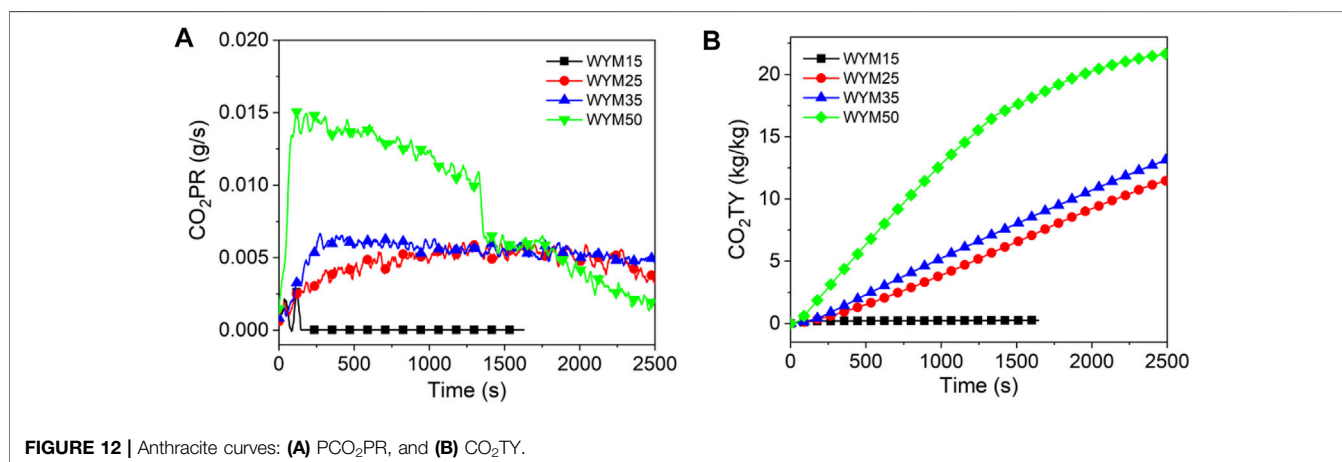 A
0.020
0.015
0.010
0.005
0.000
CO₂PR (g/s)
WYM15
WYM25
WYM35
WYM50
0 500 1000 1500 2000 2500
Time (s)
B
20
15
10
5
0
CO₂TY (kg/kg)
WYM15
WYM25
WYM35
WYM50
0 500 1000 1500 2000 2500
Time (s)
FIGURE 12 | Anthracite curves: (A) PCO₂PR, and (B) CO₂TY.